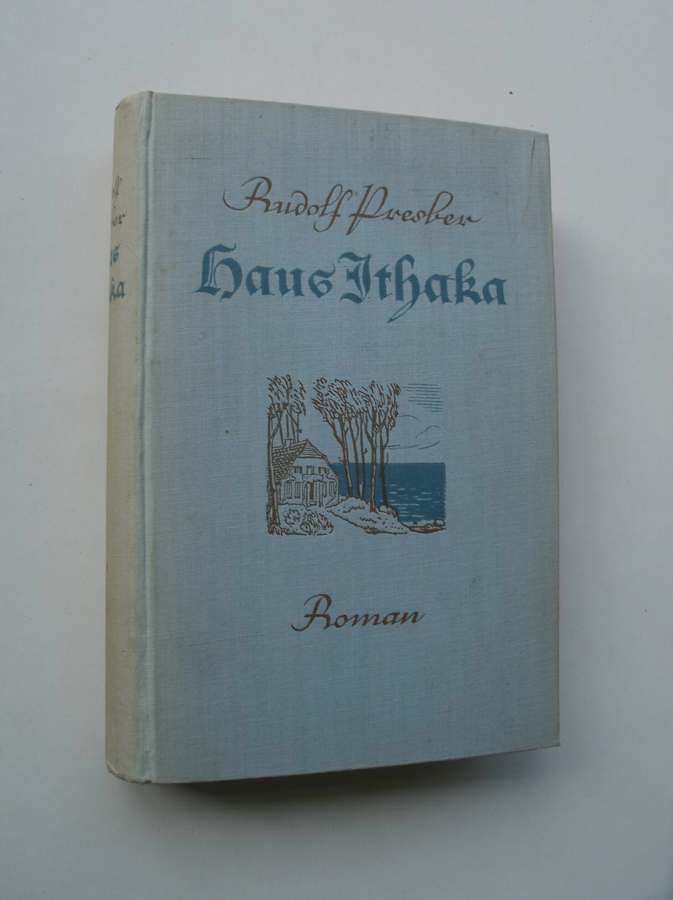 Rudolf Presber
Haus Ithaka
Roman